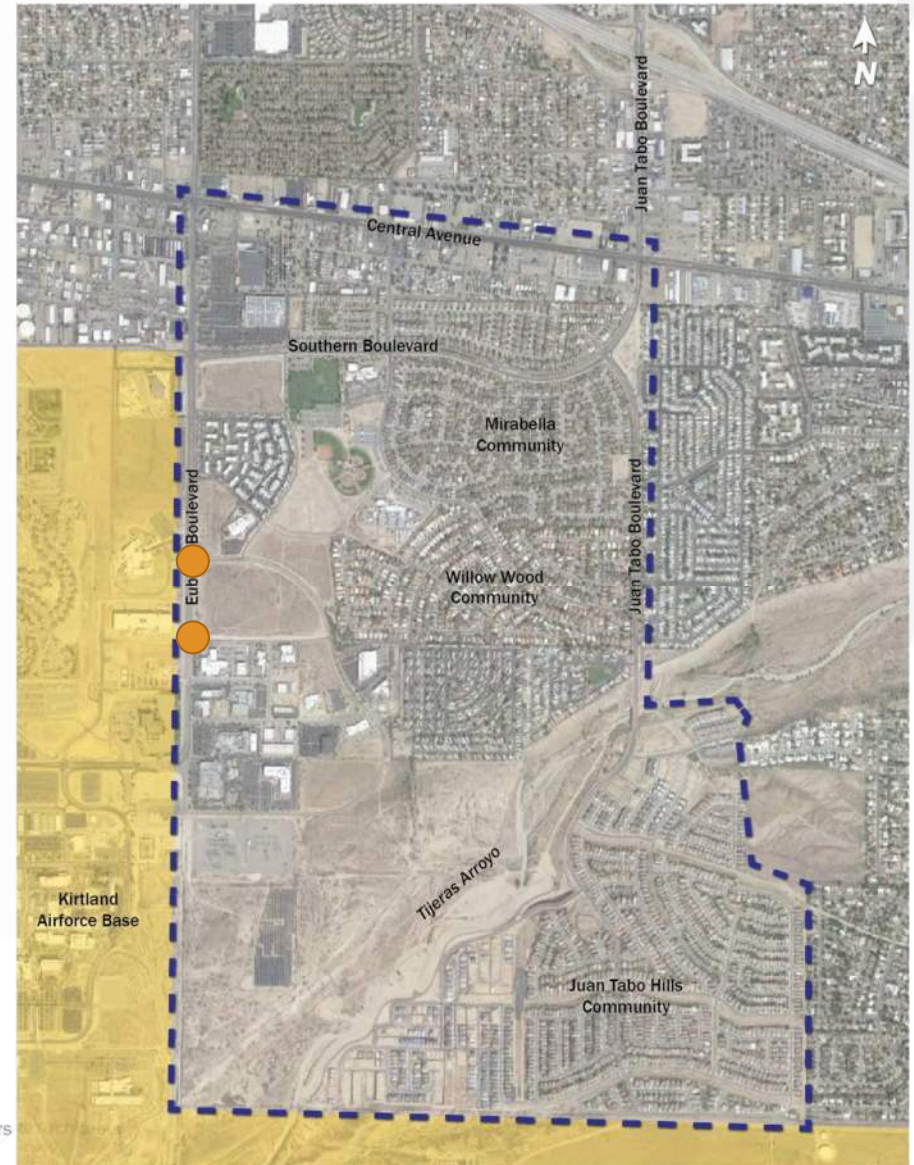 N
Juan Tabo Boulevard
Central Avenue
Southern Boulevard
Mirabella
Community
Eub Boulevard
Juan Tabo Boulevard
Willow Wood
Community
Tijeras Arroyo
Kirtland
Airforce Base
Juan Tabo Hills
Community
rs